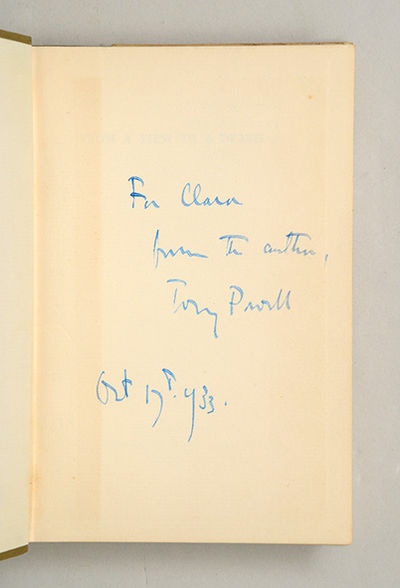 For Clara
from the author,
Tony Powell
Oct 17th. 1933.